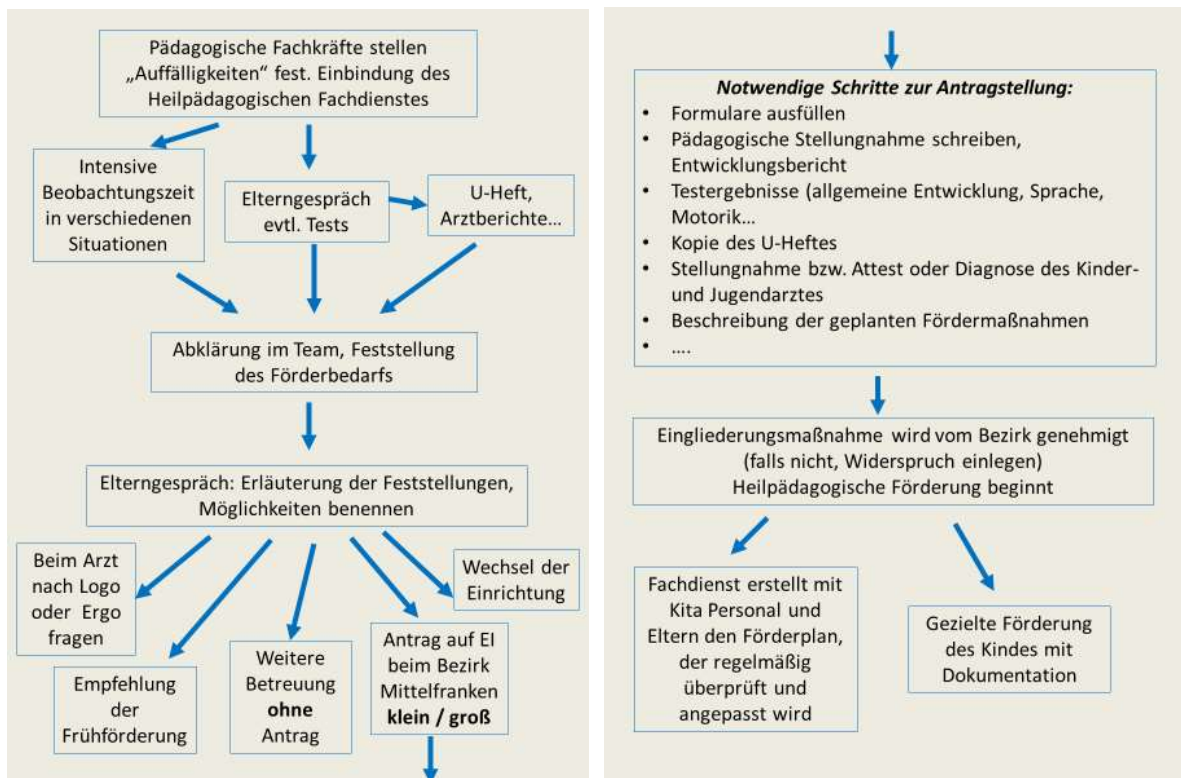 Pädagogische Fachkräfte stellen
„Auffälligkeiten“ fest. Einbindung des
Heilpädagogischen Fachdienstes
Intensive
Beobachtungszeit
in verschiedenen
Situationen
Elterngespräch
evtl. Tests
U-Heft,
Arztberichte…
Abklärung im Team, Feststellung
des Förderbedarfs
Elterngespräch: Erläuterung der Feststellungen,
Möglichkeiten benennen
Beim Arzt
nach Logo
oder Ergo
fragen
Empfehlung
der
Frühförderung
Weitere
Betreuung
ohne
Antrag
Antrag auf EI
beim Bezirk
Mittelfranken
klein / groß
Wechsel der
Einrichtung
Notwendige Schritte zur Antragstellung:
• Formulare ausfüllen
• Pädagogische Stellungnahme schreiben,
Entwicklungsbericht
• Testergebnisse (allgemeine Entwicklung, Sprache,
Motorik…
• Kopie des U-Heftes
• Stellungnahme bzw. Attest oder Diagnose des Kinder-
und Jugendarztes
• Beschreibung der geplanten Fördermaßnahmen
• ….
Eingliederungsmaßnahme wird vom Bezirk genehmigt
(falls nicht, Widerspruch einlegen)
Heilpädagogische Förderung beginnt
Fachdienst erstellt mit
Kita Personal und
Eltern den Förderplan,
der regelmäßig
überprüft und
angepasst wird
Gezielte Förderung
des Kindes mit
Dokumentation